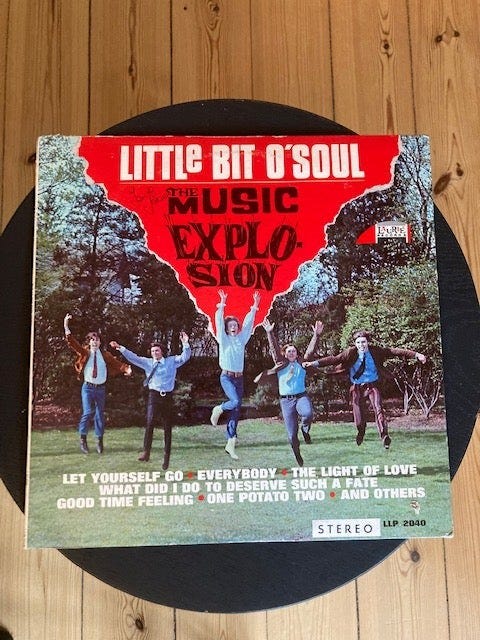 LITTLe BIT O'SOUL
THE
MUSIC
EXPLO-
SION
LAURIE
RECORDS
LET YOURSELF GO • EVERYBODY • THE LIGHT OF LOVE
WHAT DID I DO TO DESERVE SUCH A FATE
GOOD TIME FEELING • ONE POTATO TWO • AND OTHERS
STEREO LLP 2040